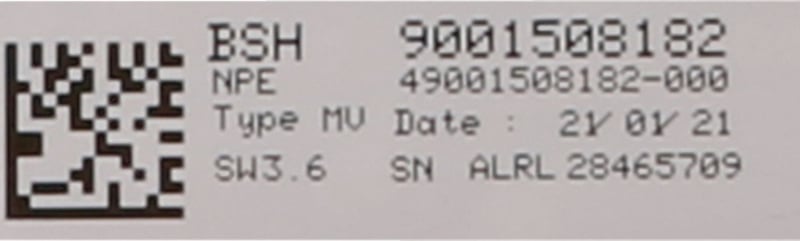 BSH 9001508182
NPE 49001508182-000
Type MV Date : 21/ 01/ 21
SW3.6 SN ALRL 28465709